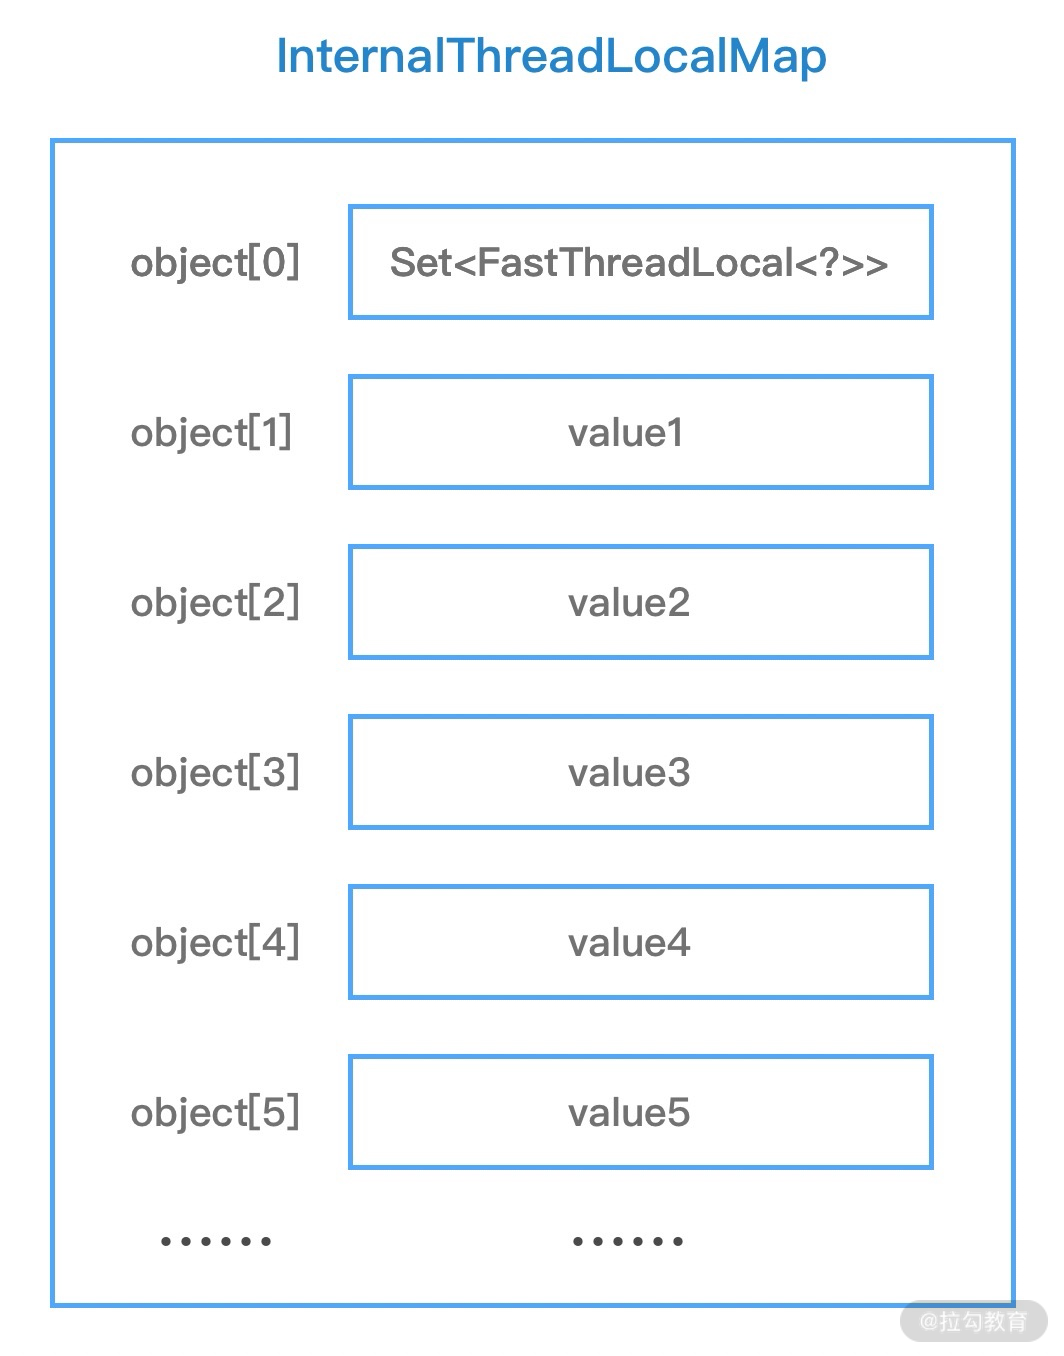 InternalThreadLocalMap
object[0] Set<FastThreadLocal<?>>
object[1] value1
object[2] value2
object[3] value3
object[4] value4
object[5] value5
...... ......
@拉勾教育